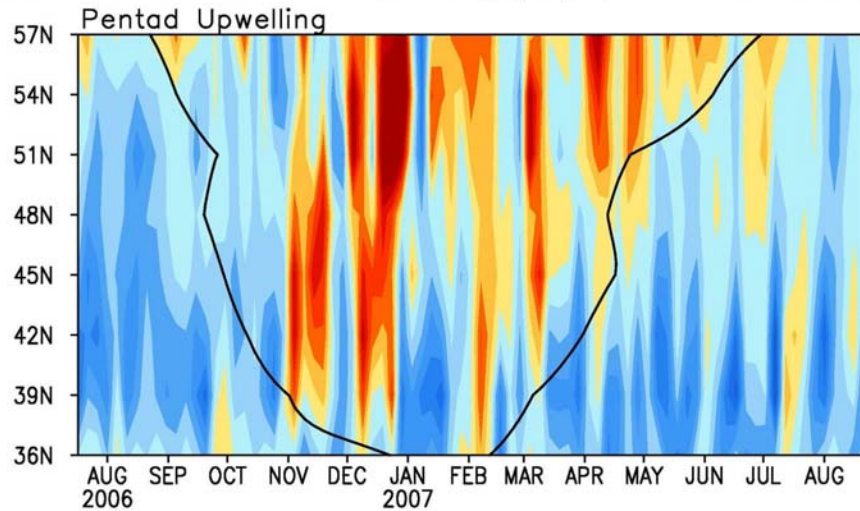 Pentad Upwelling
57N
54N
51N
48N
45N
42N
39N
36N
AUG SEP OCT NOV DEC JAN FEB MAR APR MAY JUN JUL AUG
2006 2007